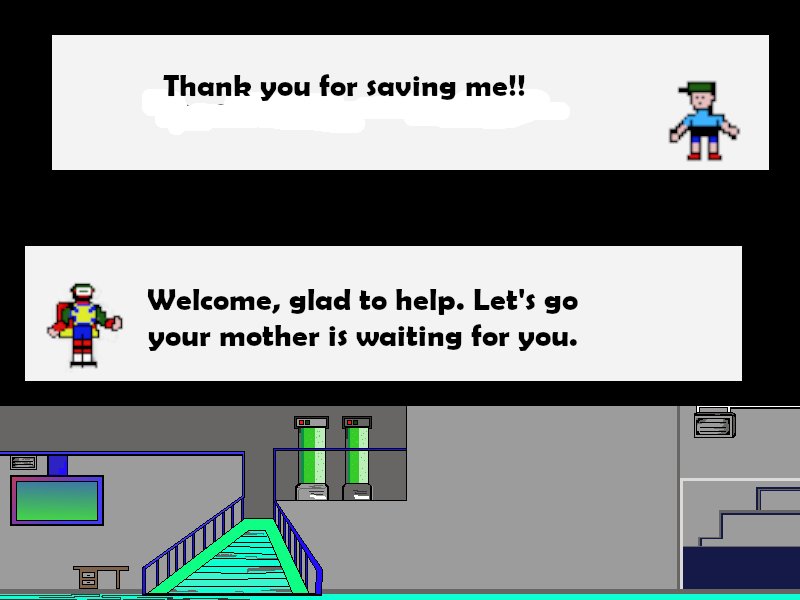 Thank you for saving me!!
Welcome, glad to help. Let's go
your mother is waiting for you.